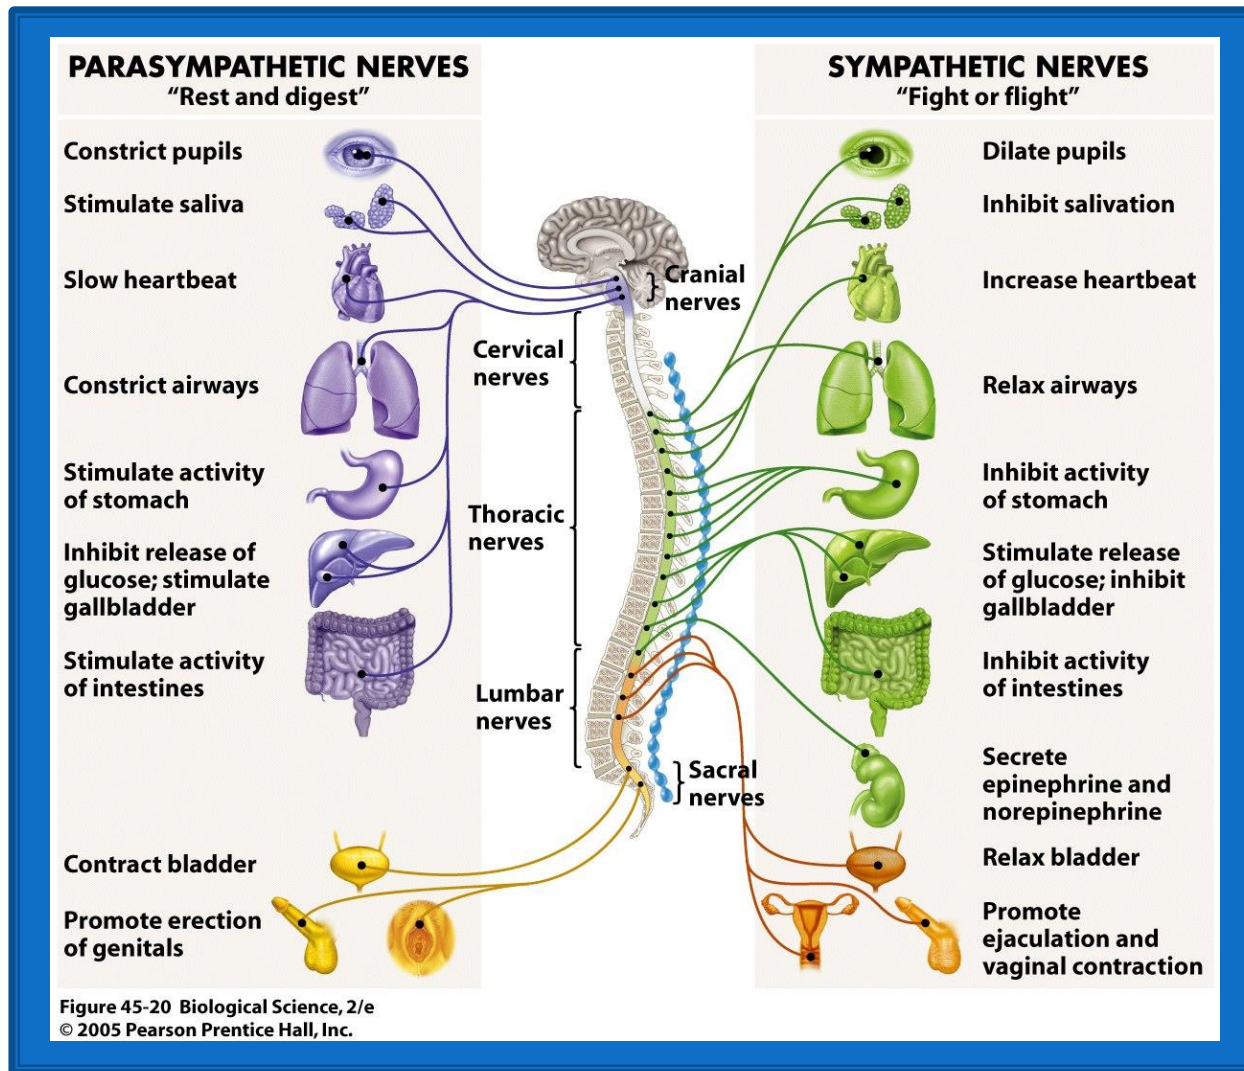 PARASYMPATHETIC NERVES
“Rest and digest”
Constrict pupils
Stimulate saliva
Slow heartbeat
Constrict airways
Stimulate activity
of stomach
Inhibit release of
glucose; stimulate
gallbladder
Stimulate activity
of intestines
Contract bladder
Promote erection
of genitals
Cranial
nerves
Cervical
nerves
Thoracic
nerves
Lumbar
nerves
Sacral
nerves
SYMPATHETIC NERVES
“Fight or flight”
Dilate pupils
Inhibit salivation
Increase heartbeat
Relax airways
Inhibit activity
of stomach
Stimulate release
of glucose; inhibit
gallbladder
Inhibit activity
of intestines
Secrete
epinephrine and
norepinephrine
Relax bladder
Promote
ejaculation and
vaginal contraction
Figure 45-20 Biological Science, 2/e
© 2005 Pearson Prentice Hall, Inc.